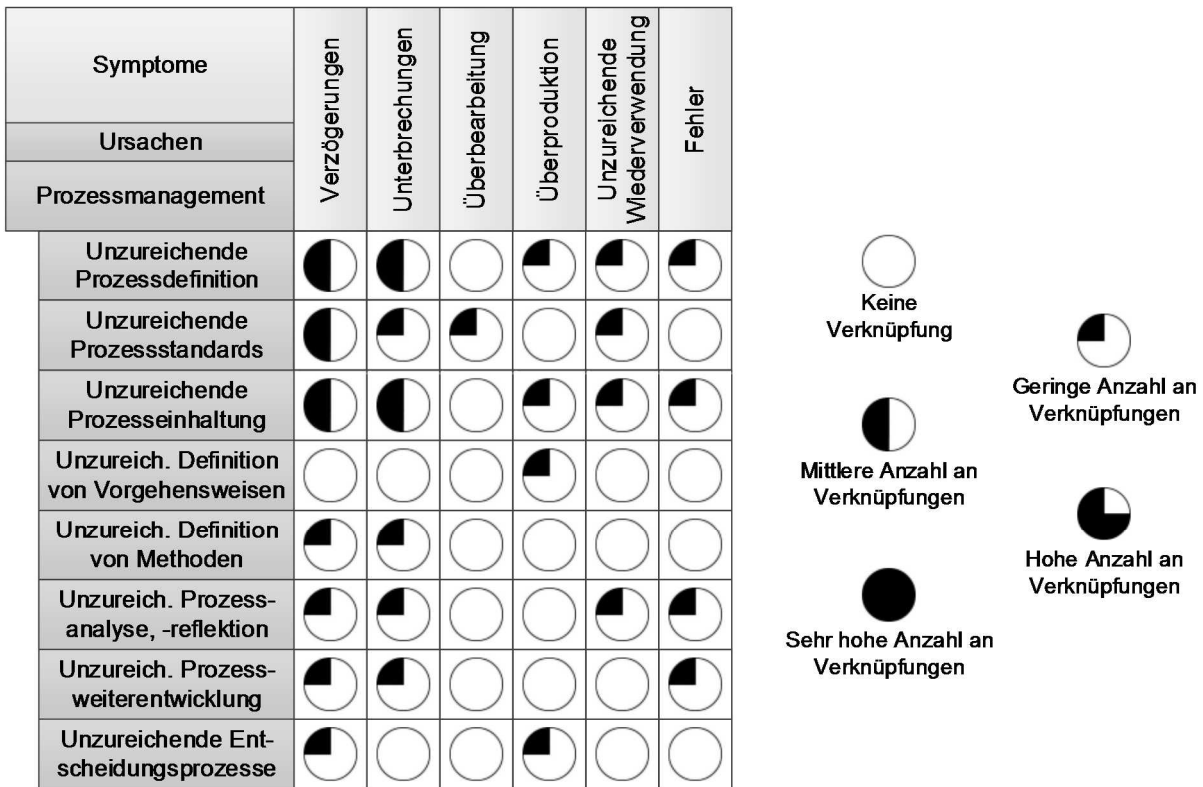 Symptome
Ursachen
Prozessmanagement
Verzögerungen
Unterbrechungen
Überbearbeitung
Überproduktion
Unzureichende
Wiederverwendung
Fehler
Unzureichende
Prozessdefinition
Unzureichende
Prozessstandards
Unzureichende
Prozesseinhaltung
Unzureich. Definition
von Vorgehensweisen
Unzureich. Definition
von Methoden
Unzureich. Prozess-
analyse, -reflektion
Unzureich. Prozess-
weiterentwicklung
Unzureichende Ent-
scheidungsprozesse
Keine
Verknüpfung
Geringe Anzahl an
Verknüpfungen
Mittlere Anzahl an
Verknüpfungen
Hohe Anzahl an
Verknüpfungen
Sehr hohe Anzahl an
Verknüpfungen